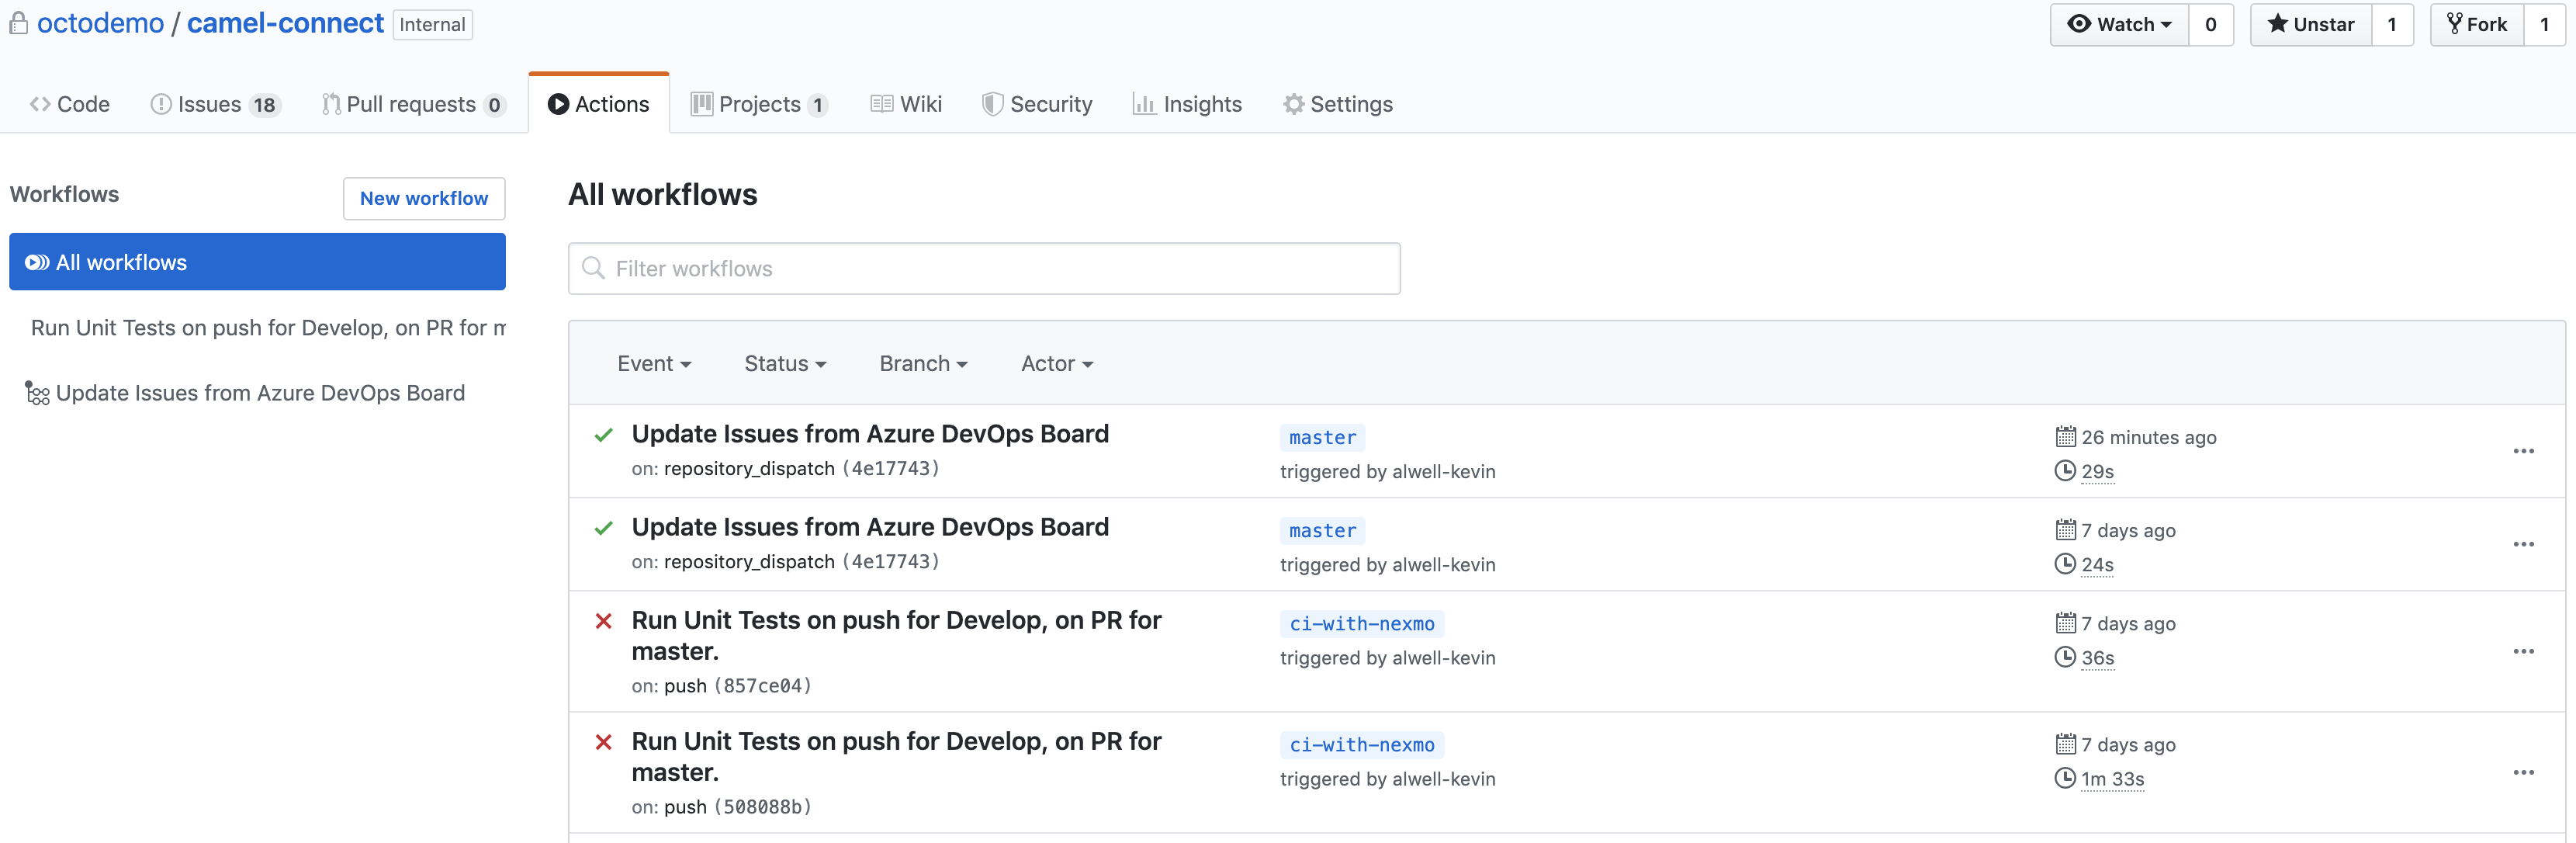 octodemo / camel-connect Internal
Watch 0 Unstar 1 Fork 1
Code Issues 18 Pull requests 0 Actions Projects 1 Wiki Security Insights Settings
Workflows New workflow
All workflows
Run Unit Tests on push for Develop, on PR for
Update Issues from Azure DevOps Board
All workflows
Filter workflows
Event Status Branch Actor
Update Issues from Azure DevOps Board
on: repository_dispatch (4e17743)
master
triggered by alwell-kevin
26 minutes ago
29s
Update Issues from Azure DevOps Board
on: repository_dispatch (4e17743)
master
triggered by alwell-kevin
7 days ago
24s
Run Unit Tests on push for Develop, on PR for
master.
on: push (857ce04)
ci-with-nexmo
triggered by alwell-kevin
7 days ago
36s
Run Unit Tests on push for Develop, on PR for
master.
on: push (508088b)
ci-with-nexmo
triggered by alwell-kevin
7 days ago
1m 33s